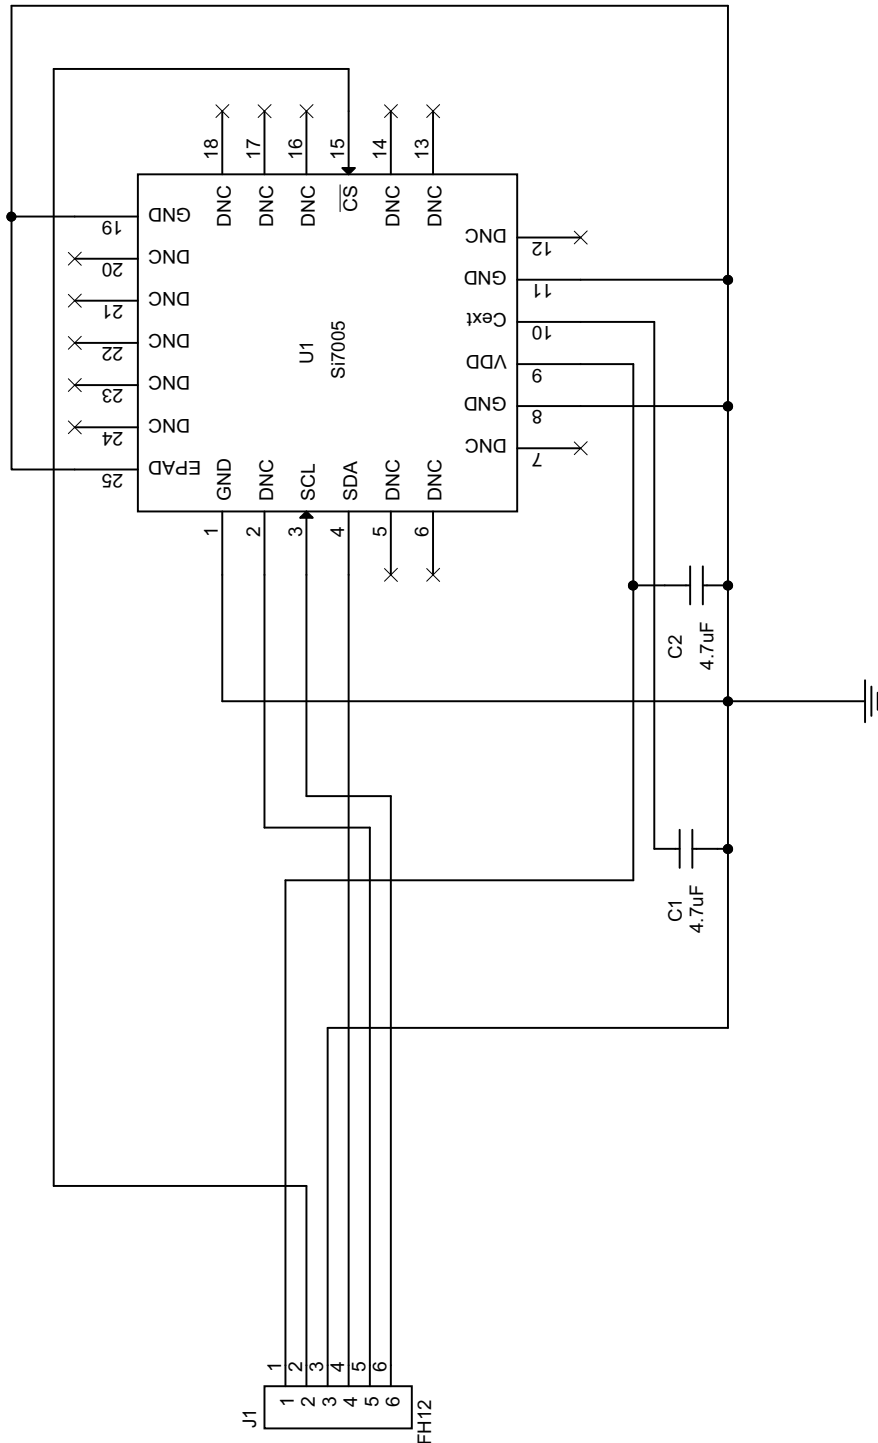 18
17
16
15
14
13
DNC
DNC
DNC
CS
DNC
DNC
19
GND
20
DNC
21
DNC
22
DNC
23
DNC
24
DNC
25
EPAD
U1
Si7005
DNC
12
GND
11
Cext
10
VDD
9
GND
8
DNC
7
GND
DNC
SCL
SDA
DNC
DNC
1
2
3
4
5
6
C2
4.7uF
C1
4.7uF
J1
1
2
3
4
5
6
1
2
3
4
5
6
FH12